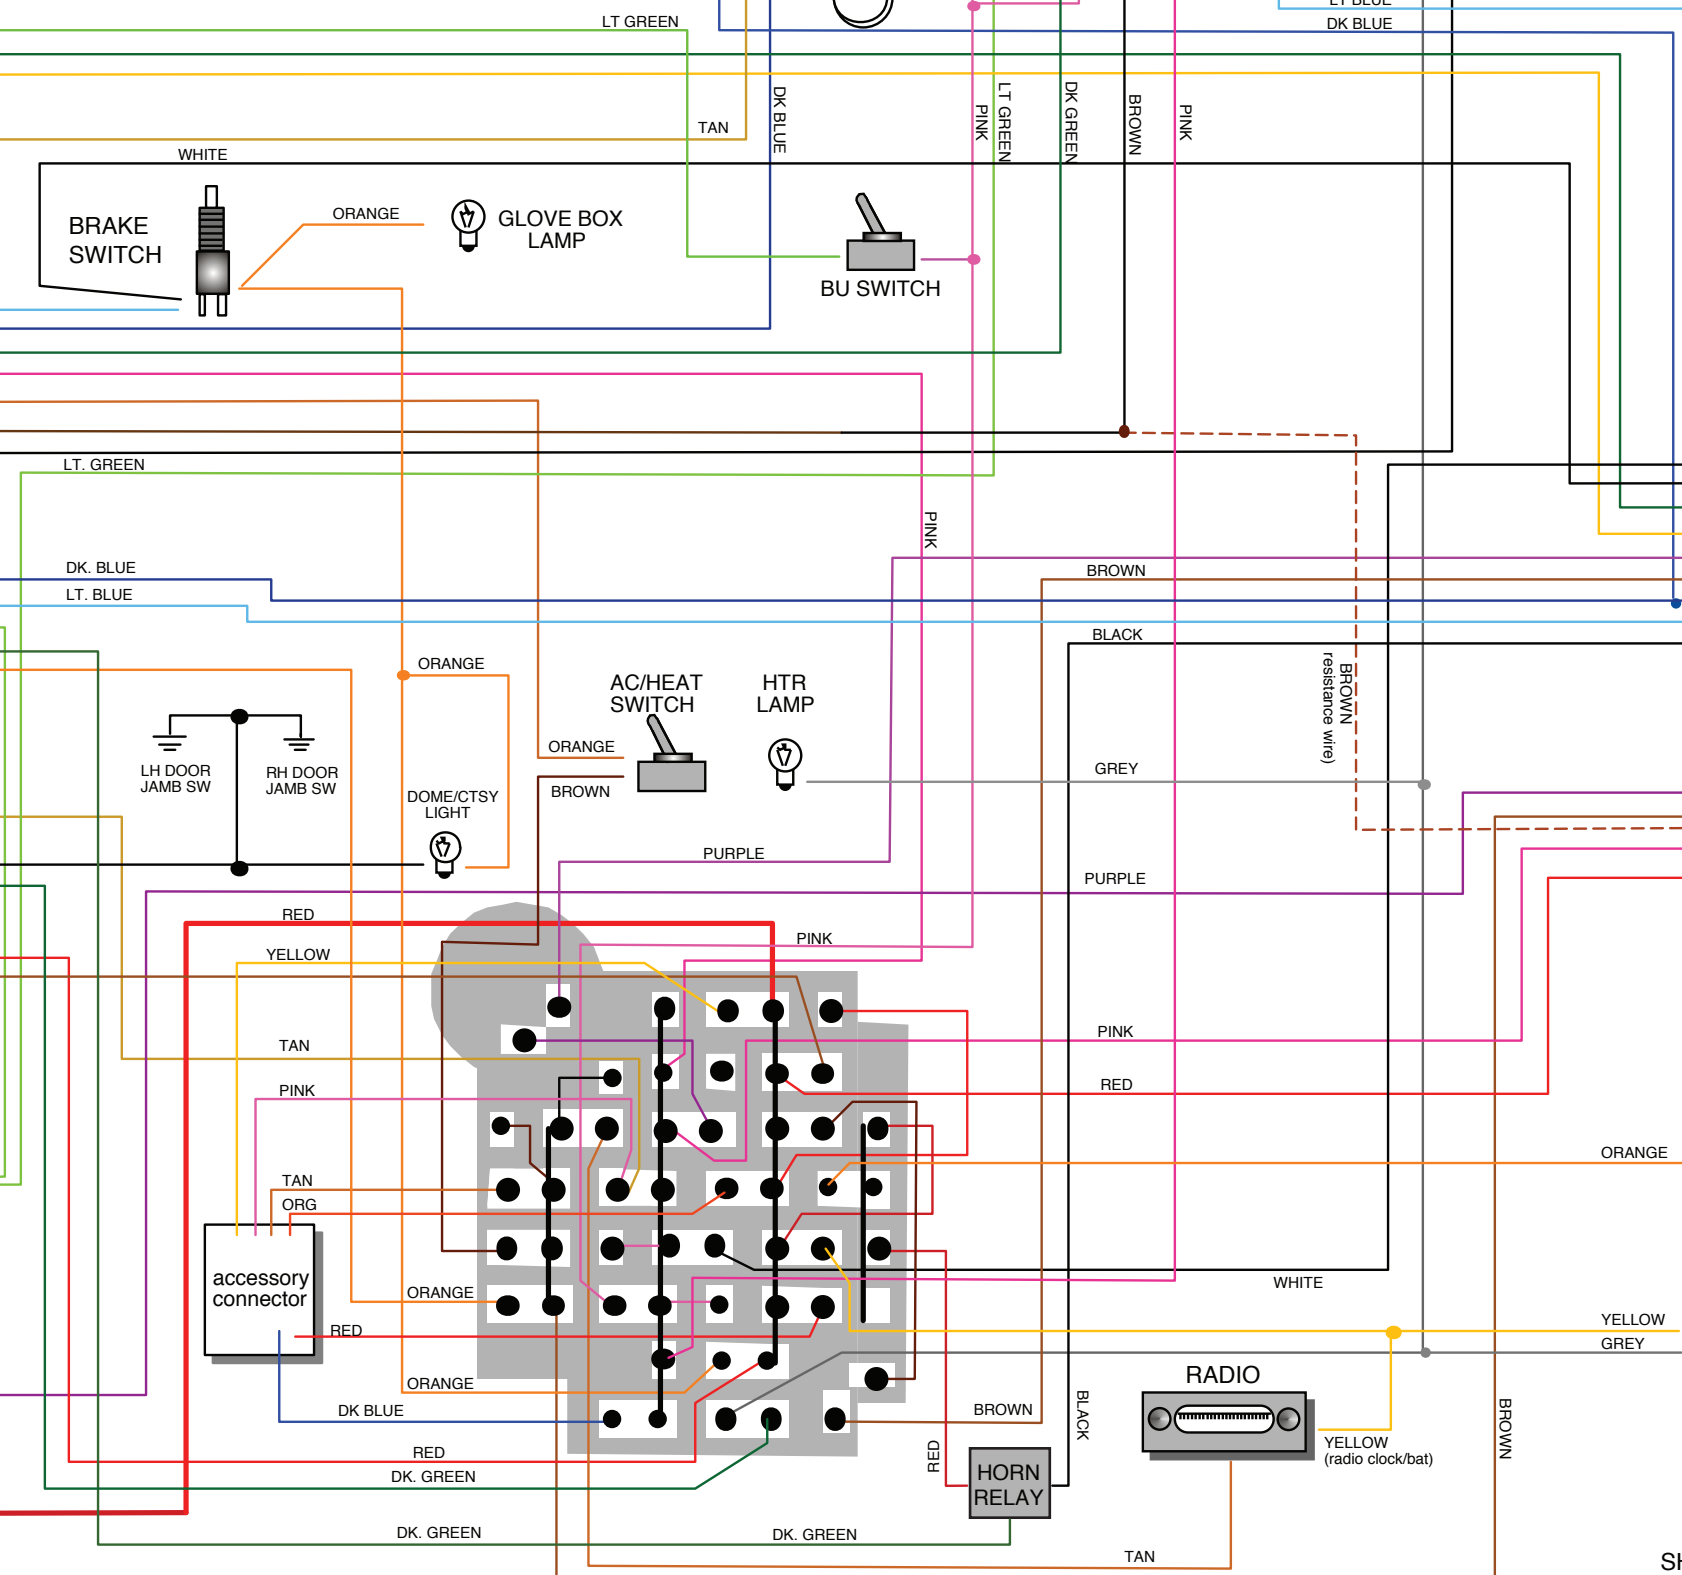 LT BLUE
LT GREEN
DK BLUE
DK BLUE
PINK
LT GREEN
DK GREEN
BROWN
PINK
TAN
WHITE
BRAKE
SWITCH
ORANGE
GLOVE BOX
LAMP
BU SWITCH
LT. GREEN
PINK
DK. BLUE
BROWN
LT. BLUE
BLACK
BROWN
resistance wire)
ORANGE
AC/HEAT
SWITCH
HTR
LAMP
ORANGE
BROWN
GREY
LH DOOR
JAMB SW
RH DOOR
JAMB SW
DOME/CTSY
LIGHT
PURPLE
PURPLE
RED
PINK
YELLOW
PINK
TAN
RED
PINK
ORANGE
TAN
ORG
accessory
connector
WHITE
ORANGE
RED
YELLOW
GREY
RADIO
ORANGE
DK BLUE
BROWN
BLACK
BROWN
RED
YELLOW
(radio clock/bat)
RED
DK. GREEN
HORN
RELAY
DK. GREEN
DK. GREEN
TAN